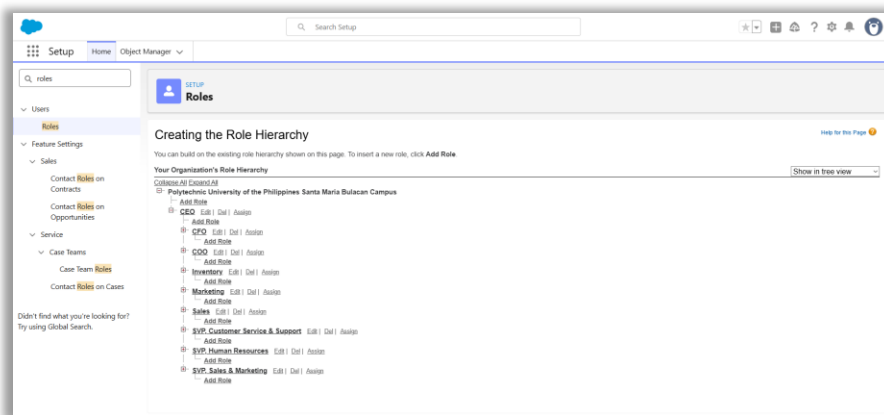 Search Setup
Setup
Home
Object Manager
roles
Users
Roles
Feature Settings
Sales
Contact Roles on
Contracts
Contact Roles on
Opportunities
Service
Case Teams
Case Team Roles
Contact Roles on Cases
Didn't find what you're looking for?
Try using Global Search.
SETUP
Roles
Creating the Role Hierarchy
Help for this Page
You can build on the existing role hierarchy shown on this page. To insert a new role, click Add Role.
Your Organization's Role Hierarchy
Show in tree view
Collapse All Expand All
Polytechnic University of the Philippines Santa Maria Bulacan Campus
Add Role
CEO Edit | Del | Assign
Add Role
CFO Edit | Del | Assign
Add Role
COO Edit | Del | Assign
Add Role
Inventory Edit | Del | Assign
Add Role
Marketing Edit | Del | Assign
Add Role
Sales Edit | Del | Assign
Add Role
SVP, Customer Service & Support Edit | Del | Assign
Add Role
SVP, Human Resources Edit | Del | Assign
Add Role
SVP, Sales & Marketing Edit | Del | Assign
Add Role